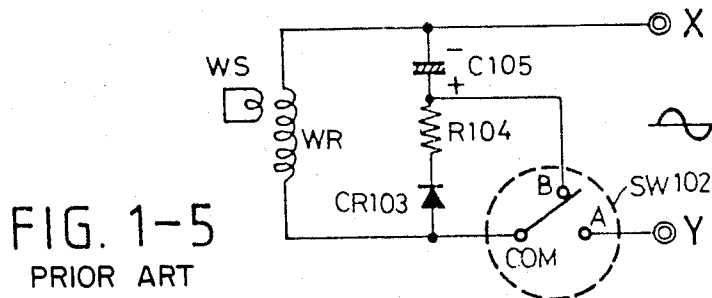 X
WS
−
+
C105
WR
R104
CR103
B
A
SW102
COM
Y
FIG. 1-5
PRIOR ART